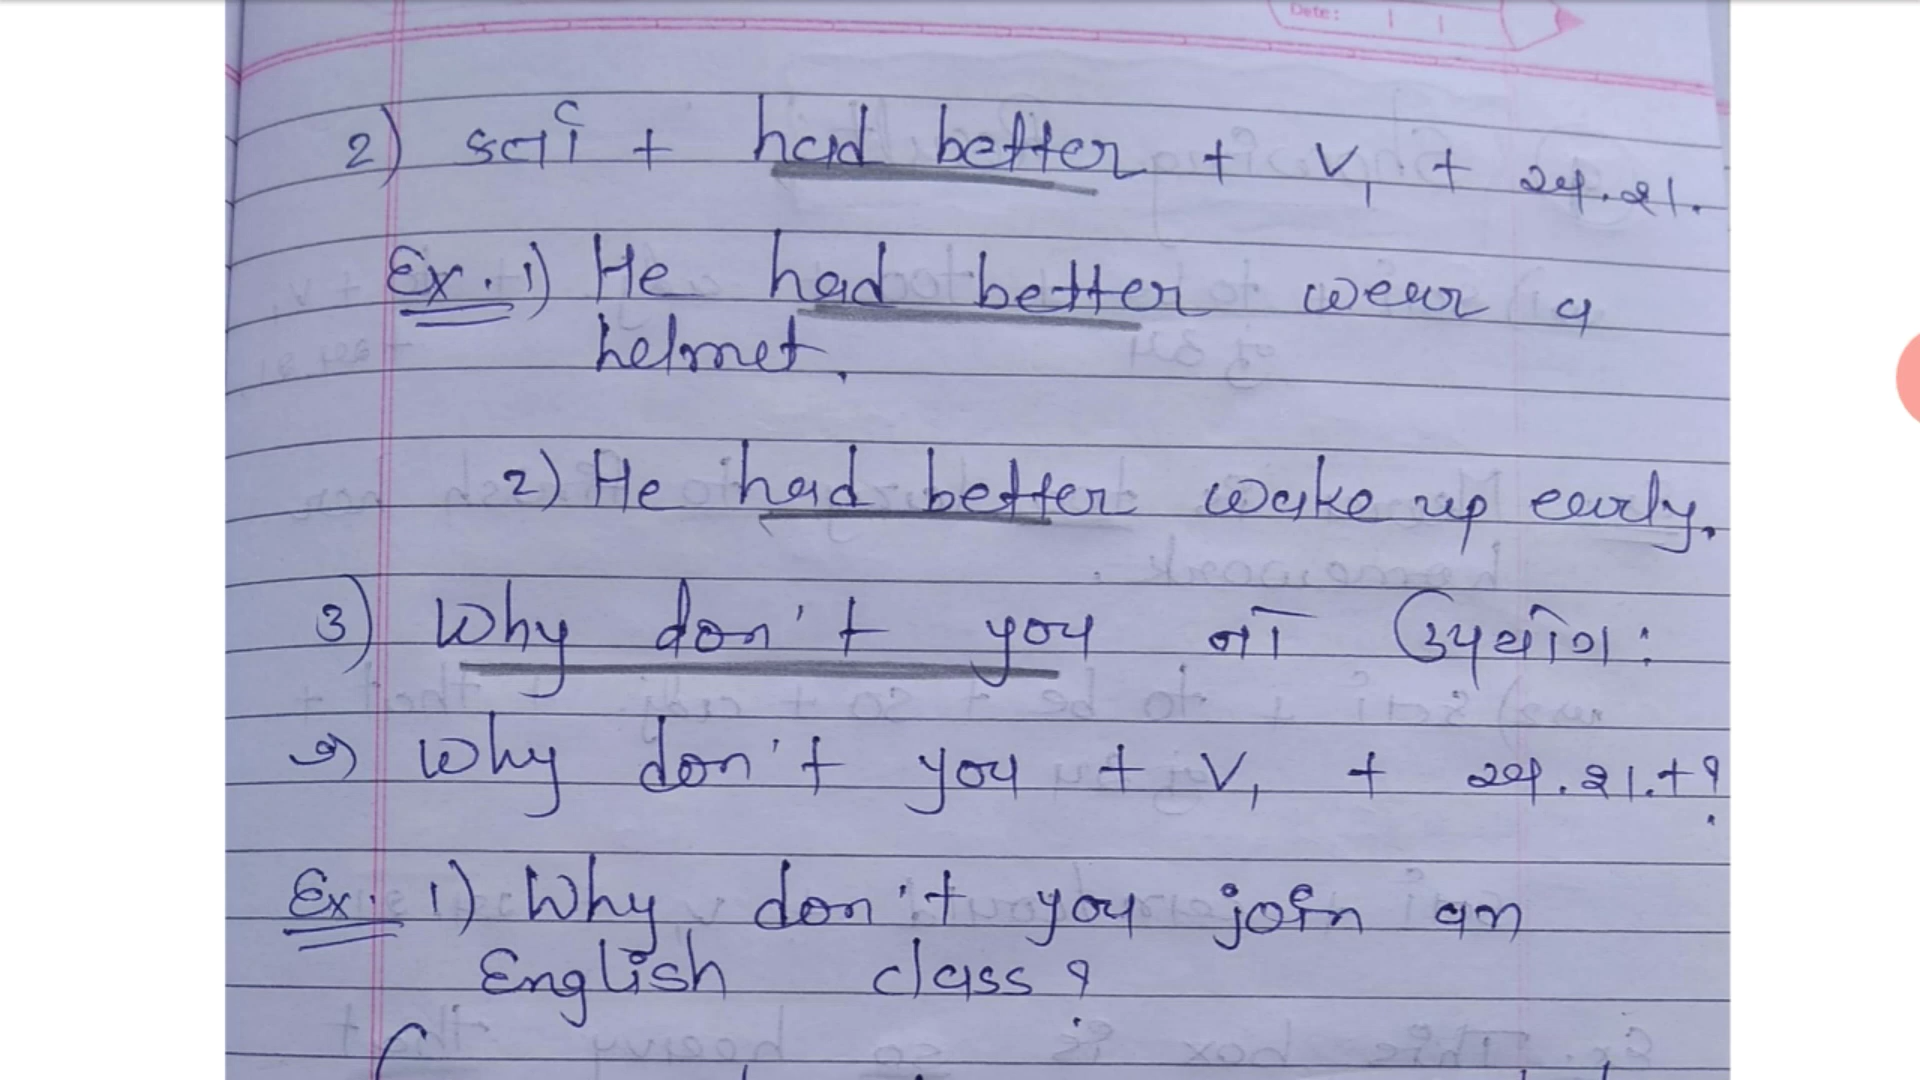 Date:
2) કર્તા + had better + V1 + અ.શ.
Ex. 1) He had better wear a
helmet.
2) He had better wake up early.
3) Why don't you નો ઉપયોગ :
→ Why don't you + V1 + અ.શ. + ?
Ex. 1) Why don't you join an
English class ?